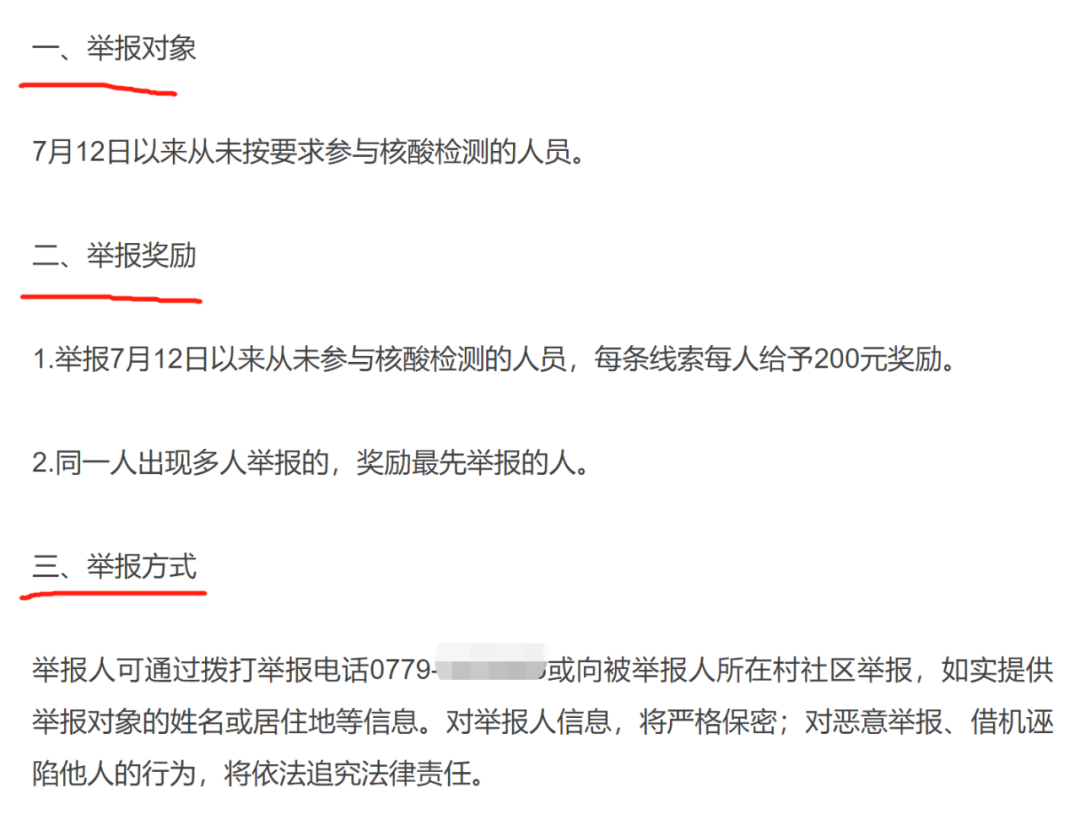 一、举报对象
7月12日以来从未按要求参与核酸检测的人员。
二、举报奖励
1.举报7月12日以来从未参与核酸检测的人员，每条线索每人给予200元奖励。
2.同一人出现多人举报的，奖励最先举报的人。
三、举报方式
举报人可通过拨打举报电话0779-或向被举报人所在村社区举报，如实提供
举报对象的姓名或居住地等信息。对举报人信息，将严格保密；对恶意举报、借机诬
陷他人的行为，将依法追究法律责任。